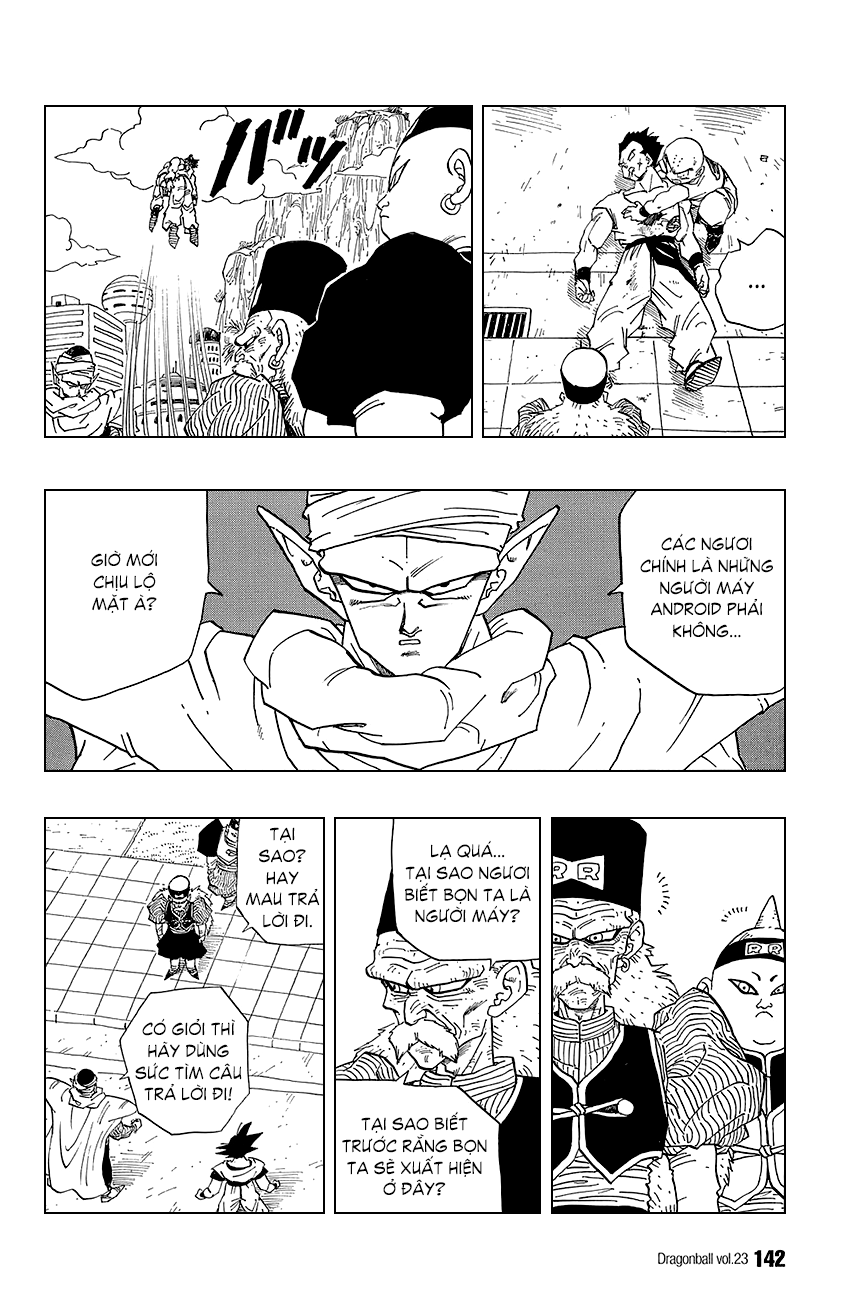 ...
バッ
CÁC NGƯƠI
CHÍNH LÀ NHỮNG
NGƯỜI MÁY
ANDROID PHẢI
KHÔNG...
GIỜ MỚI
CHỊU LỘ
MẶT À?
R R
R R
LẠ QUÁ...
TẠI SAO NGƯƠI
BIẾT BỌN TA LÀ
NGƯỜI MÁY?
TẠI SAO BIẾT
TRƯỚC RẰNG BỌN
TA SẼ XUẤT HIỆN
Ở ĐÂY?
TẠI
SAO?
HAY
MAU TRẢ
LỜI ĐI.
CÓ GIỎI THÌ
HÃY DÙNG
SỨC TÌM CÂU
TRẢ LỜI ĐI!
Dragonball vol.23 142